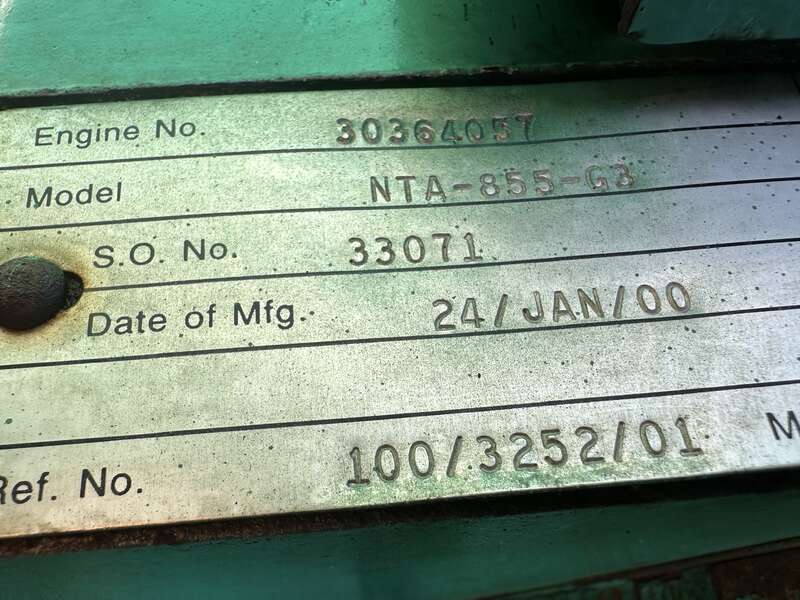 Engine No. 30364057
Model NTA-855-G3
S.O. No. 33071
Date of Mfg. 24/JAN/00
Ref. No. 100/3252/01 M